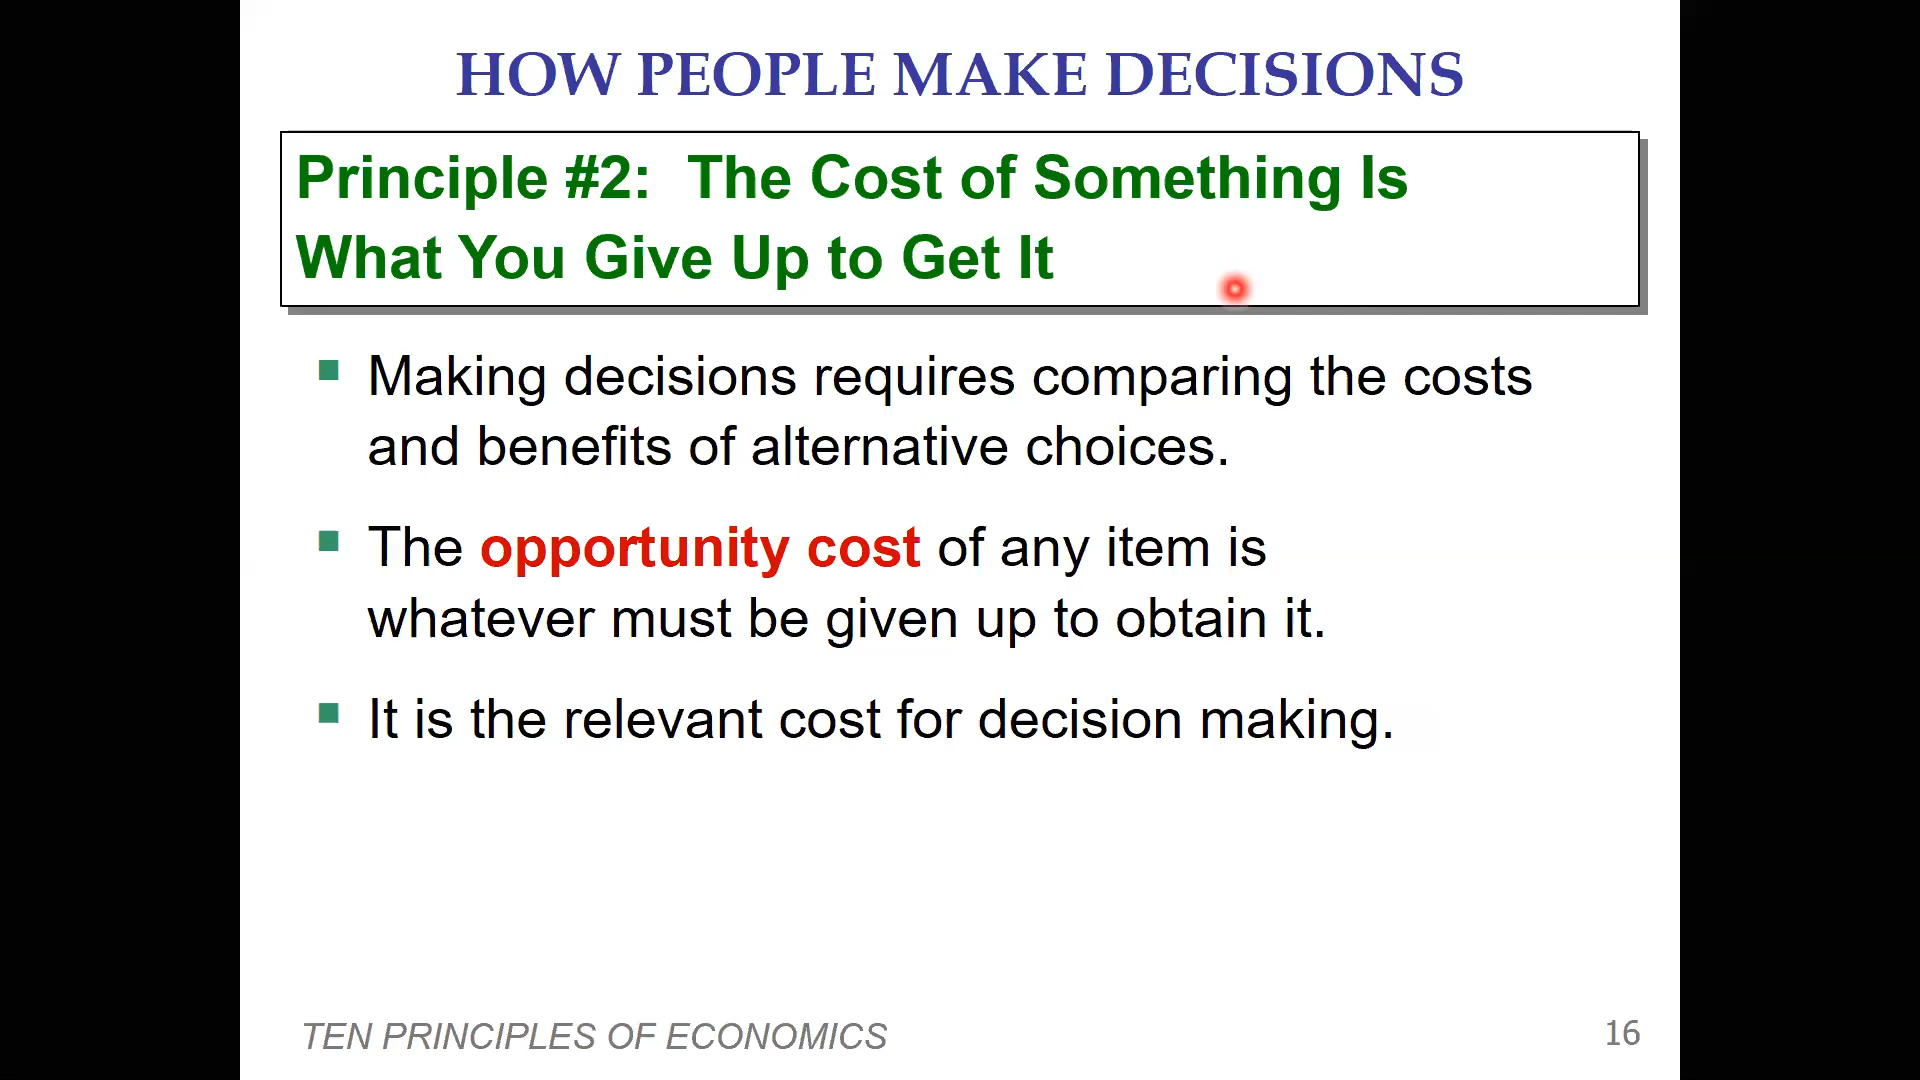 HOW PEOPLE MAKE DECISIONS
Principle #2: The Cost of Something Is
What You Give Up to Get It
Making decisions requires comparing the costs
and benefits of alternative choices.
The opportunity cost of any item is
whatever must be given up to obtain it.
It is the relevant cost for decision making.
TEN PRINCIPLES OF ECONOMICS
16